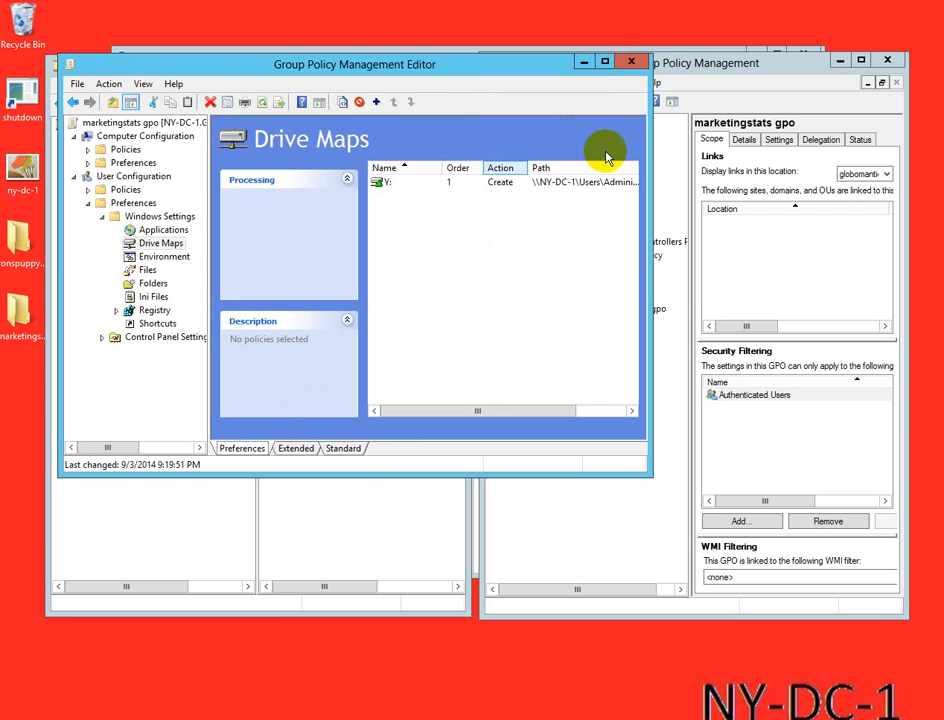 Recycle Bin
shutdown
ny-dc-1
ronspuppy...
marketings...
Group Policy Management Editor
File Action View Help
marketingstats gpo [NY-DC-1.G
Computer Configuration
Policies
Preferences
User Configuration
Policies
Preferences
Windows Settings
Applications
Drive Maps
Environment
Files
Folders
Ini Files
Registry
Shortcuts
Control Panel Setting
Drive Maps
Processing
Description
No policies selected
Name Order Action Path
Y: 1 Create \\NY-DC-1\Users\Admini...
Preferences Extended Standard
Last changed: 9/3/2014 9:19:51 PM
p Policy Management
lp
trollers P
cy
gpo
marketingstats gpo
Scope Details Settings Delegation Status
Links
Display links in this location: globomanti
The following sites, domains, and OUs are linked to this
Location
Security Filtering
The settings in this GPO can only apply to the following
Name
Authenticated Users
Add... Remove
WMI Filtering
This GPO is linked to the following WMI filter:
<none>
NY-DC-1